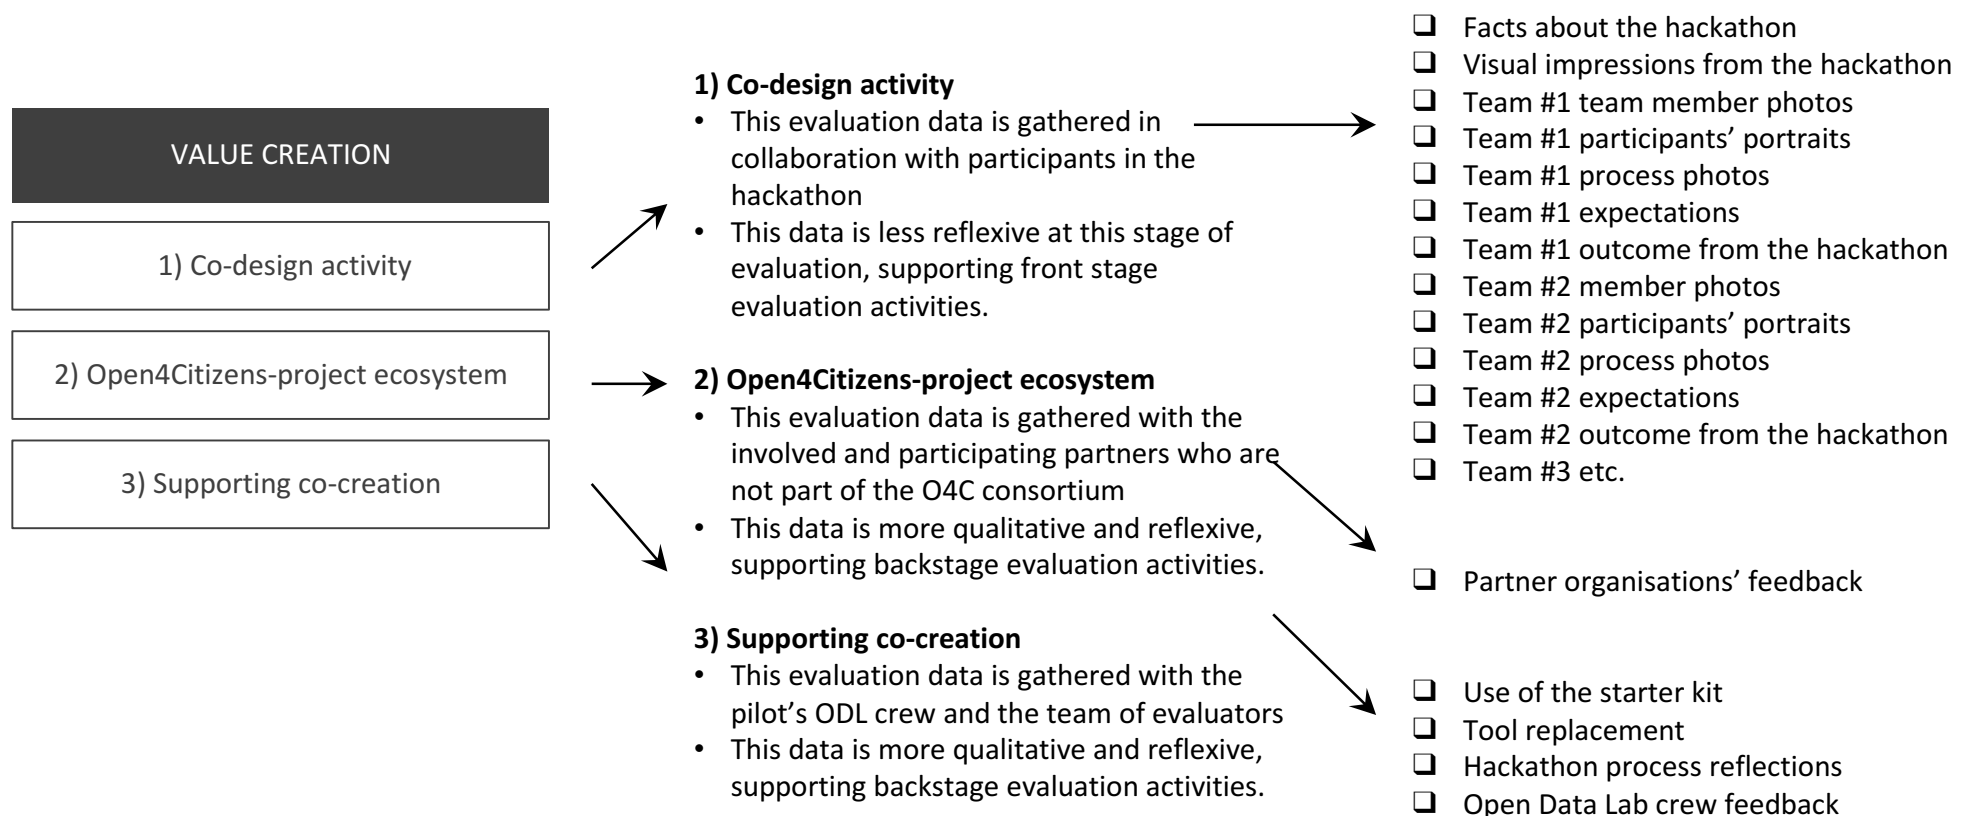 VALUE CREATION
1) Co-design activity
2) Open4Citizens-project ecosystem
3) Supporting co-creation
1) Co-design activity
• This evaluation data is gathered in
collaboration with participants in the
hackathon
• This data is less reflexive at this stage of
evaluation, supporting front stage
evaluation activities.
2) Open4Citizens-project ecosystem
• This evaluation data is gathered with the
involved and participating partners who are
not part of the O4C consortium
• This data is more qualitative and reflexive,
supporting backstage evaluation activities.
3) Supporting co-creation
• This evaluation data is gathered with the
pilot’s ODL crew and the team of evaluators
• This data is more qualitative and reflexive,
supporting backstage evaluation activities.
❑ Facts about the hackathon
❑ Visual impressions from the hackathon
❑ Team #1 team member photos
❑ Team #1 participants’ portraits
❑ Team #1 process photos
❑ Team #1 expectations
❑ Team #1 outcome from the hackathon
❑ Team #2 member photos
❑ Team #2 participants’ portraits
❑ Team #2 process photos
❑ Team #2 expectations
❑ Team #2 outcome from the hackathon
❑ Team #3 etc.
❑ Partner organisations’ feedback
❑ Use of the starter kit
❑ Tool replacement
❑ Hackathon process reflections
❑ Open Data Lab crew feedback